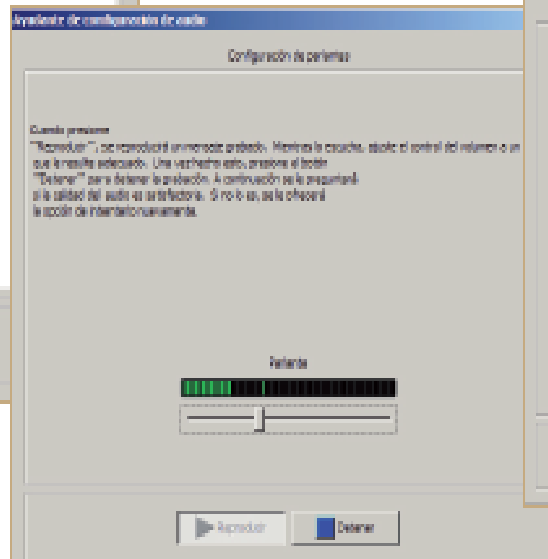 Ayudante de configuración de audio
Configuración de parlantes
Cuando presione
"Reproducir", se reproducirá un mensaje grabado. Mientras lo escucha, ajuste el control del volumen a un
que le resulte adecuado. Una vez hecho esto, presione el botón
"Detener" para detener la grabación. A continuación se le preguntará
si la calidad del audio es satisfactoria. Si no lo es, se le ofrecerá
la opción de intentarlo nuevamente.
Parlante
Reproducir
Detener